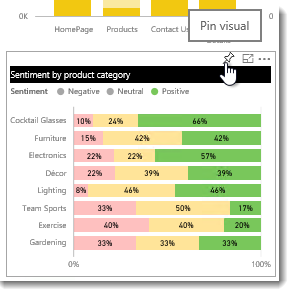 Pin visual
0K
0
HomePage
Products
Contact Us
Sentiment by product category
Sentiment Negative Neutral Positive
Cocktail Glasses 10% 24% 66%
Furniture 15% 42% 42%
Electronics 22% 22% 57%
Décor 22% 39% 39%
Lighting 8% 46% 46%
Team Sports 33% 50% 17%
Exercise 40% 40% 20%
Gardening 33% 33% 33%
0% 100%